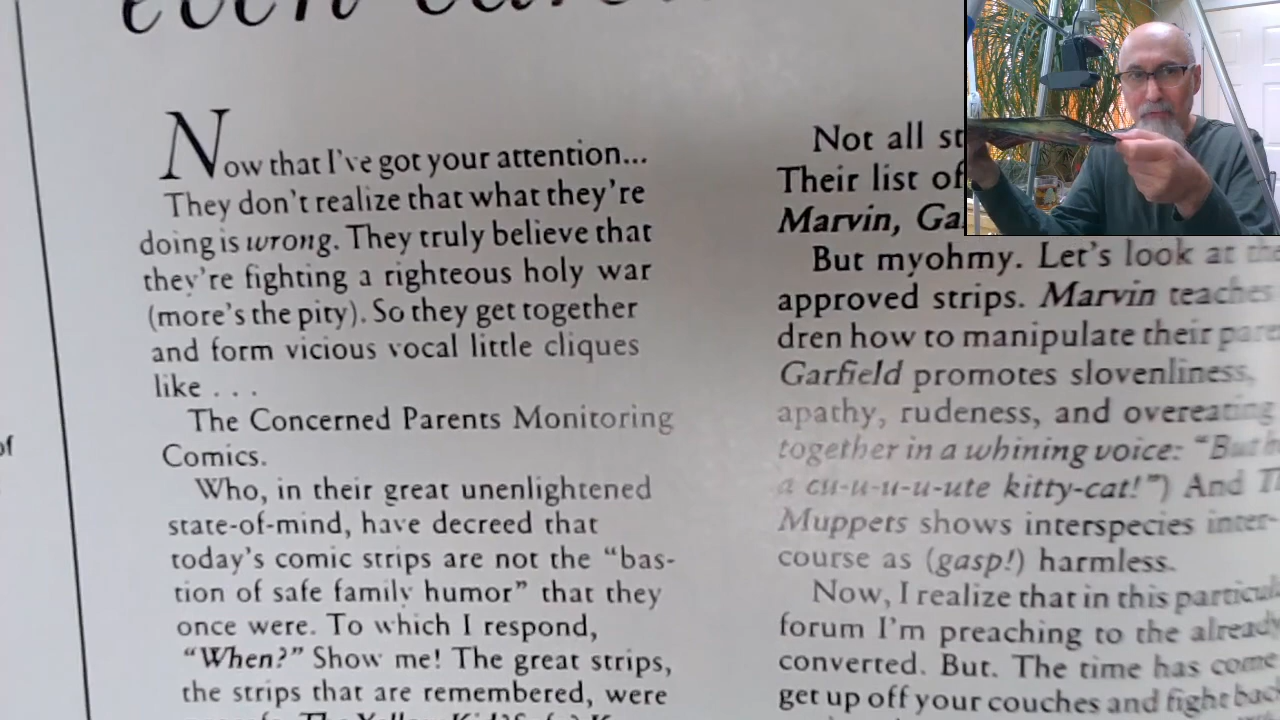 Now that I've got your attention...
They don't realize that what they're
doing is wrong. They truly believe that
they're fighting a righteous holy war
(more's the pity). So they get together
and form vicious vocal little cliques
like . . .
The Concerned Parents Monitoring
Comics.
Who, in their great unenlightened
state-of-mind, have decreed that
today's comic strips are not the "bas-
tion of safe family humor" that they
once were. To which I respond,
"When?" Show me! The great strips,
the strips that are remembered, were
Not all
Their list of
Marvin,
But myohmy. Let's look at the
approved strips. Marvin teaches
dren how to manipulate their
Garfield promotes slovenliness,
apathy, rudeness, and overeating
together in a whining voice: "But
a cu-u-u-u-ute kitty-cat!") And
Muppets shows interspecies inter-
course as (gasp!) harmless.
Now, I realize that in this
forum I'm preaching to the already
converted. But. The time has come
get up off your couches and fight back